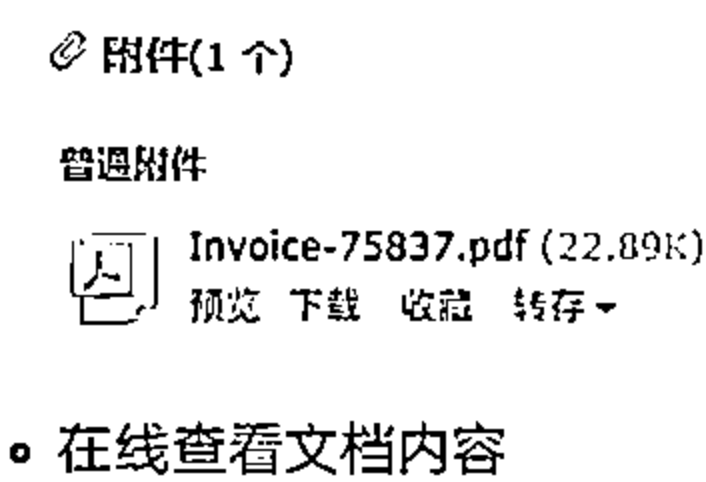 附件(1 个)
普通附件
Invoice-75837.pdf (22.89K)
预览 下载 收藏 转存
在线查看文档内容